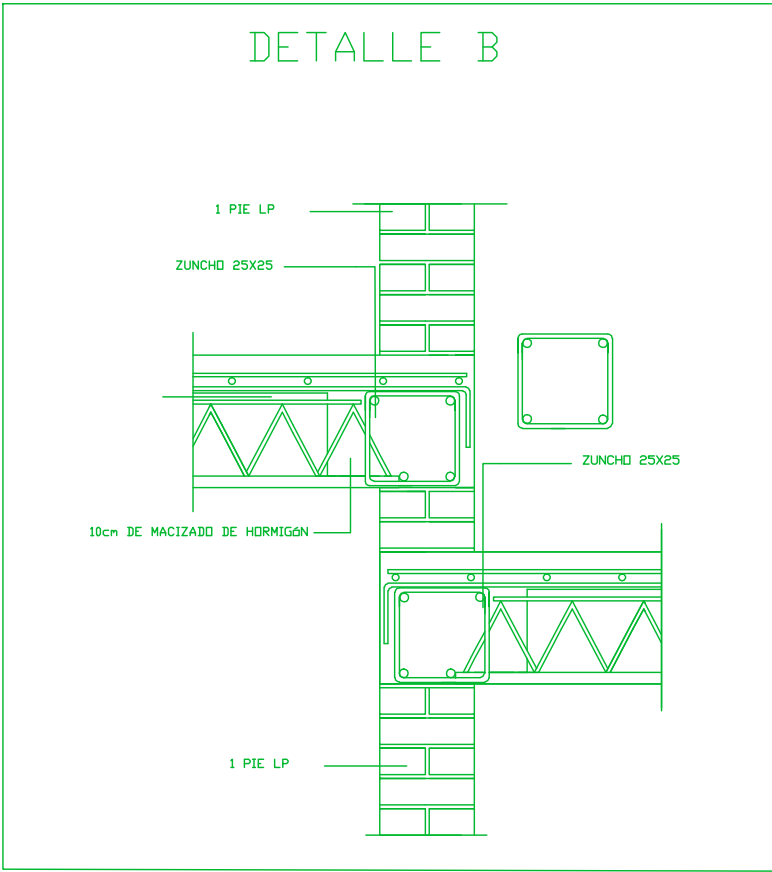 DETALLE B
1 PIE LP
ZUNCHO 25X25
ZUNCHO 25X25
10cm DE MACIZADO DE HORMIGóN
1 PIE LP